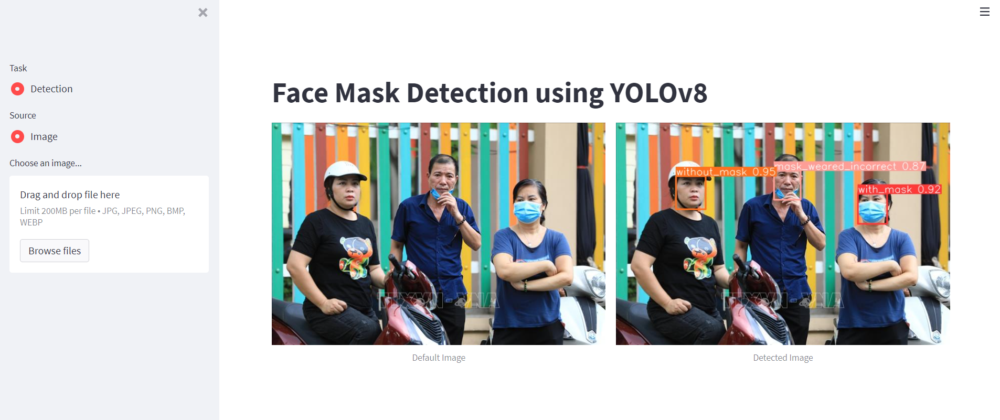 Task
Detection
Source
Image
Choose an image...
Drag and drop file here
Limit 200MB per file • JPG, JPEG, PNG, BMP,
WEBP
Browse files
Face Mask Detection using YOLOv8
TTXVN - VNA
without_mask 0.95
mask_weared_incorrect 0.87
with_mask 0.92
TTXVN - VNA
Default Image
Detected Image